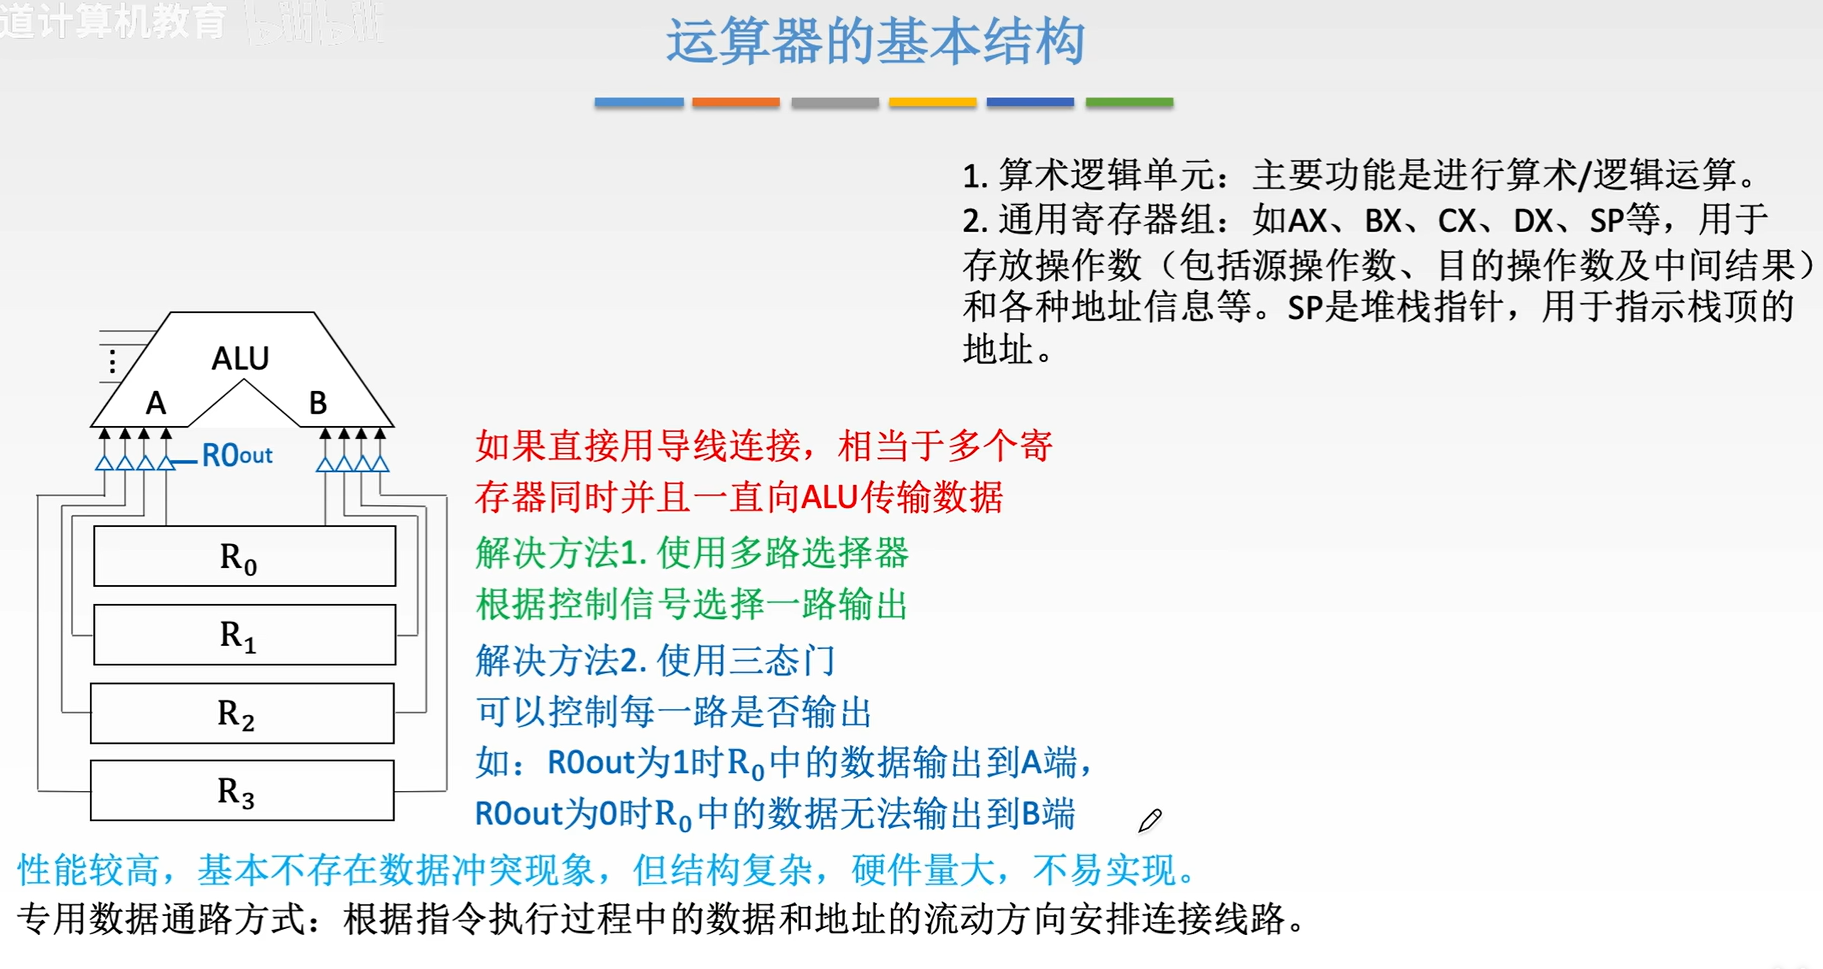 道计算机教育 bilibili
运算器的基本结构
1. 算术逻辑单元：主要功能是进行算术/逻辑运算。
2. 通用寄存器组：如AX、BX、CX、DX、SP等，用于
存放操作数（包括源操作数、目的操作数及中间结果）
和各种地址信息等。SP是堆栈指针，用于指示栈顶的
地址。
ALU
A B
R0out
R0
R1
R2
R3
如果直接用导线连接，相当于多个寄
存器同时并且一直向ALU传输数据
解决方法1. 使用多路选择器
根据控制信号选择一路输出
解决方法2. 使用三态门
可以控制每一路是否输出
如：R0out为1时R0中的数据输出到A端，
R0out为0时R0中的数据无法输出到B端
性能较高，基本不存在数据冲突现象，但结构复杂，硬件量大，不易实现。
专用数据通路方式：根据指令执行过程中的数据和地址的流动方向安排连接线路。